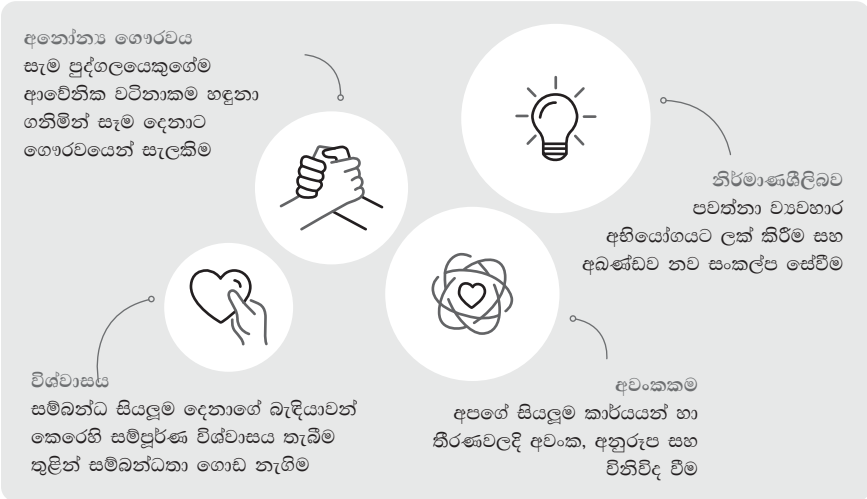 අනෝන්‍ය ගෞරවය
සැම පුද්ගලයෙකුගේම
ආවේනික වටිනාකම හඳුනා
ගනිමින් සෑම දෙනාට
ගෞරවයෙන් සැලකිම
නිර්මාණශීලිබව
පවත්නා ව්‍යවහාර
අභියෝගයට ලක් කිරීම සහ
අඛණ්ඩව නව සංකල්ප සේවීම
විශ්වාසය
සම්බන්ධ සියලූම දෙනාගේ බැඳියාවන්
කෙරෙහි සම්පූර්ණ විශ්වාසය තැබීම
තුළින් සම්බන්ධතා ගොඩ නැගිම
අවංකකම
අපගේ සියලූම කාර්යයන් හා
තීරණවලදි අවංක, අනුරූප සහ
විනිවිද වීම